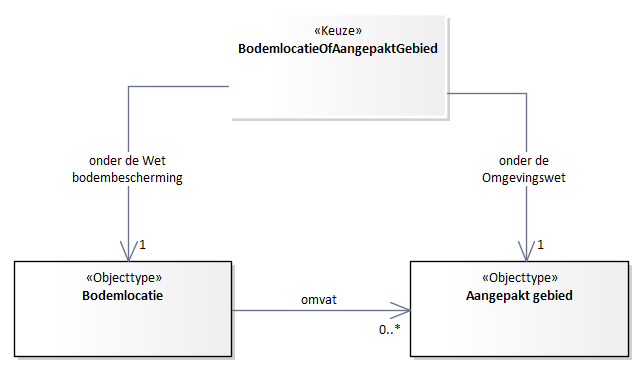 «Keuze»
BodemlocatieOfAangepaktGebied
onder de Wet
bodembescherming
onder de
Omgevingswet
1
1
«Objecttype»
Bodemlocatie
omvat
0..*
«Objecttype»
Aangepakt gebied